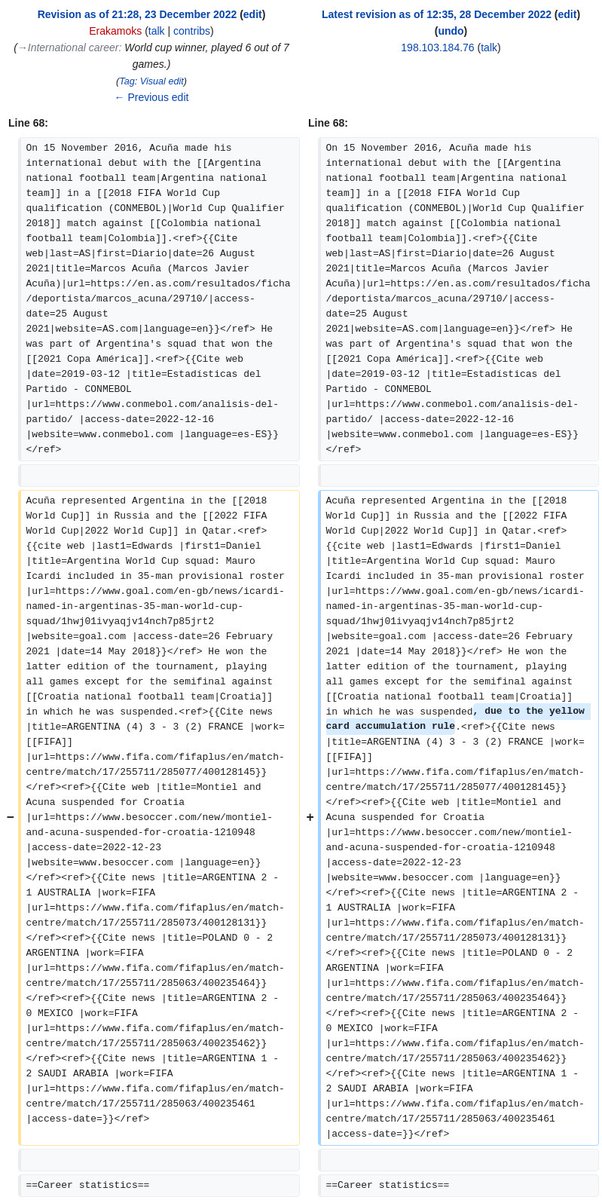 Revision as of 21:28, 23 December 2022 (edit)
Erakamoks (talk | contribs)
(→International career: World cup winner, played 6 out of 7
games.)
(Tag: Visual edit)
← Previous edit
Latest revision as of 12:35, 28 December 2022 (edit)
(undo)
198.103.184.76 (talk)
Line 68:
On 15 November 2016, Acuña made his
international debut with the [[Argentina
national football team|Argentina national
team]] in a [[2018 FIFA World Cup
qualification (CONMEBOL)|World Cup Qualifier
2018]] match against [[Colombia national
football team|Colombia]].<ref>{{Cite
web|last=AS|first=Diario|date=26 August
2021|title=Marcos Acuña (Marcos Javier
Acuña)|url=https://en.as.com/resultados/ficha
/deportista/marcos_acuna/29710/|access-
date=25 August
2021|website=AS.com|language=en}}</ref> He
was part of Argentina's squad that won the
[[2021 Copa América]].<ref>{{Cite web
|date=2019-03-12 |title=Estadísticas del
Partido - CONMEBOL
|url=https://www.conmebol.com/analisis-del-
partido/ |access-date=2022-12-16
|website=www.conmebol.com |language=es-ES}}
</ref>
−
Acuña represented Argentina in the [[2018
World Cup]] in Russia and the [[2022 FIFA
World Cup|2022 World Cup]] in Qatar.<ref>
{{cite web |last1=Edwards |first1=Daniel
|title=Argentina World Cup squad: Mauro
Icardi included in 35-man provisional roster
|url=https://www.goal.com/en-gb/news/icardi-
named-in-argentinas-35-man-world-cup-
squad/1hwj01ivyaqjv14nch7p85jrt2
|website=goal.com |access-date=26 February
2021 |date=14 May 2018}}</ref> He won the
latter edition of the tournament, playing
all games except for the semifinal against
[[Croatia national football team|Croatia]]
in which he was suspended.<ref>{{Cite news
|title=ARGENTINA (4) 3 - 3 (2) FRANCE |work=
[[FIFA]]
|url=https://www.fifa.com/fifaplus/en/match-
centre/match/17/255711/285077/400128145}}
</ref><ref>{{Cite web |title=Montiel and
Acuna suspended for Croatia
|url=https://www.besoccer.com/new/montiel-
and-acuna-suspended-for-croatia-1210948
|access-date=2022-12-23
|website=www.besoccer.com |language=en}}
</ref><ref>{{Cite news |title=ARGENTINA 2 -
1 AUSTRALIA |work=FIFA
|url=https://www.fifa.com/fifaplus/en/match-
centre/match/17/255711/285073/400128131}}
</ref><ref>{{Cite news |title=POLAND 0 - 2
ARGENTINA |work=FIFA
|url=https://www.fifa.com/fifaplus/en/match-
centre/match/17/255711/285063/400235464}}
</ref><ref>{{Cite news |title=ARGENTINA 2 -
0 MEXICO |work=FIFA
|url=https://www.fifa.com/fifaplus/en/match-
centre/match/17/255711/285063/400235462}}
</ref><ref>{{Cite news |title=ARGENTINA 1 -
2 SAUDI ARABIA |work=FIFA
|url=https://www.fifa.com/fifaplus/en/match-
centre/match/17/255711/285063/400235461
|access-date=}}</ref>
==Career statistics==
Line 68:
On 15 November 2016, Acuña made his
international debut with the [[Argentina
national football team|Argentina national
team]] in a [[2018 FIFA World Cup
qualification (CONMEBOL)|World Cup Qualifier
2018]] match against [[Colombia national
football team|Colombia]].<ref>{{Cite
web|last=AS|first=Diario|date=26 August
2021|title=Marcos Acuña (Marcos Javier
Acuña)|url=https://en.as.com/resultados/ficha
/deportista/marcos_acuna/29710/|access-
date=25 August
2021|website=AS.com|language=en}}</ref> He
was part of Argentina's squad that won the
[[2021 Copa América]].<ref>{{Cite web
|date=2019-03-12 |title=Estadísticas del
Partido - CONMEBOL
|url=https://www.conmebol.com/analisis-del-
partido/ |access-date=2022-12-16
|website=www.conmebol.com |language=es-ES}}
</ref>
+
Acuña represented Argentina in the [[2018
World Cup]] in Russia and the [[2022 FIFA
World Cup|2022 World Cup]] in Qatar.<ref>
{{cite web |last1=Edwards |first1=Daniel
|title=Argentina World Cup squad: Mauro
Icardi included in 35-man provisional roster
|url=https://www.goal.com/en-gb/news/icardi-
named-in-argentinas-35-man-world-cup-
squad/1hwj01ivyaqjv14nch7p85jrt2
|website=goal.com |access-date=26 February
2021 |date=14 May 2018}}</ref> He won the
latter edition of the tournament, playing
all games except for the semifinal against
[[Croatia national football team|Croatia]]
in which he was suspended, due to the yellow
card accumulation rule.<ref>{{Cite news
|title=ARGENTINA (4) 3 - 3 (2) FRANCE |work=
[[FIFA]]
|url=https://www.fifa.com/fifaplus/en/match-
centre/match/17/255711/285077/400128145}}
</ref><ref>{{Cite web |title=Montiel and
Acuna suspended for Croatia
|url=https://www.besoccer.com/new/montiel-
and-acuna-suspended-for-croatia-1210948
|access-date=2022-12-23
|website=www.besoccer.com |language=en}}
</ref><ref>{{Cite news |title=ARGENTINA 2 -
1 AUSTRALIA |work=FIFA
|url=https://www.fifa.com/fifaplus/en/match-
centre/match/17/255711/285073/400128131}}
</ref><ref>{{Cite news |title=POLAND 0 - 2
ARGENTINA |work=FIFA
|url=https://www.fifa.com/fifaplus/en/match-
centre/match/17/255711/285063/400235464}}
</ref><ref>{{Cite news |title=ARGENTINA 2 -
0 MEXICO |work=FIFA
|url=https://www.fifa.com/fifaplus/en/match-
centre/match/17/255711/285063/400235462}}
</ref><ref>{{Cite news |title=ARGENTINA 1 -
2 SAUDI ARABIA |work=FIFA
|url=https://www.fifa.com/fifaplus/en/match-
centre/match/17/255711/285063/400235461
|access-date=}}</ref>
==Career statistics==